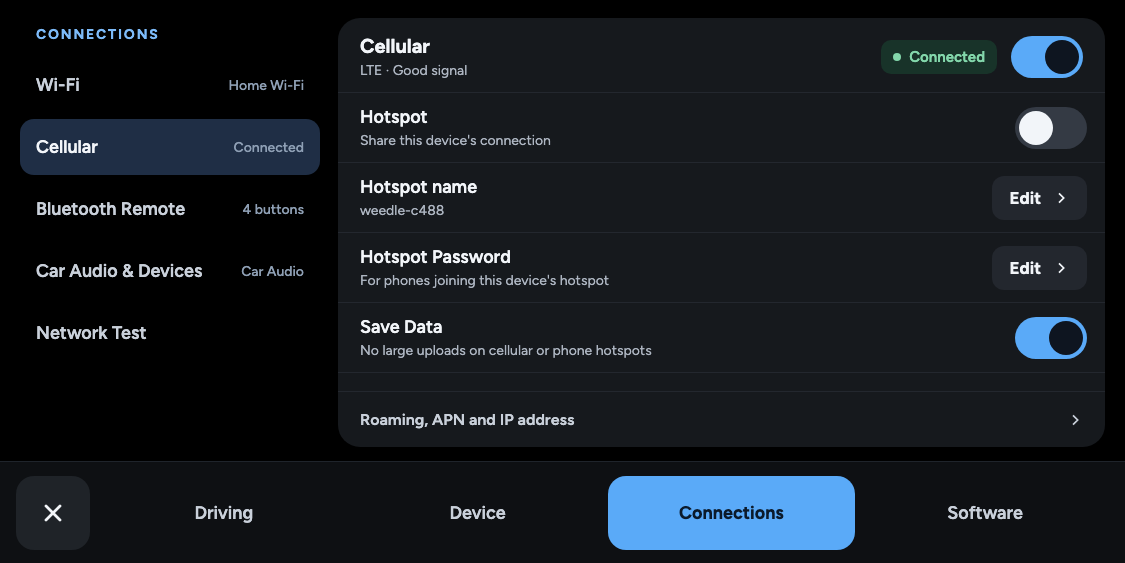 CONNECTIONS
Wi-Fi
Home Wi-Fi
Cellular
Connected
Bluetooth Remote
4 buttons
Car Audio & Devices
Car Audio
Network Test
Cellular
LTE · Good signal
Connected
Hotspot
Share this device's connection
Hotspot name
weedle-c488
Edit
Hotspot Password
For phones joining this device's hotspot
Edit
Save Data
No large uploads on cellular or phone hotspots
Roaming, APN and IP address
Driving
Device
Connections
Software